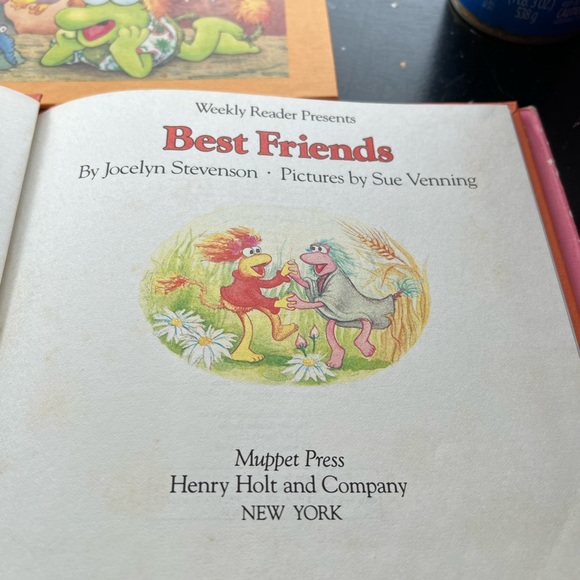 Weekly Reader Presents
Best Friends
By Jocelyn Stevenson · Pictures by Sue Venning
Muppet Press
Henry Holt and Company
NEW YORK